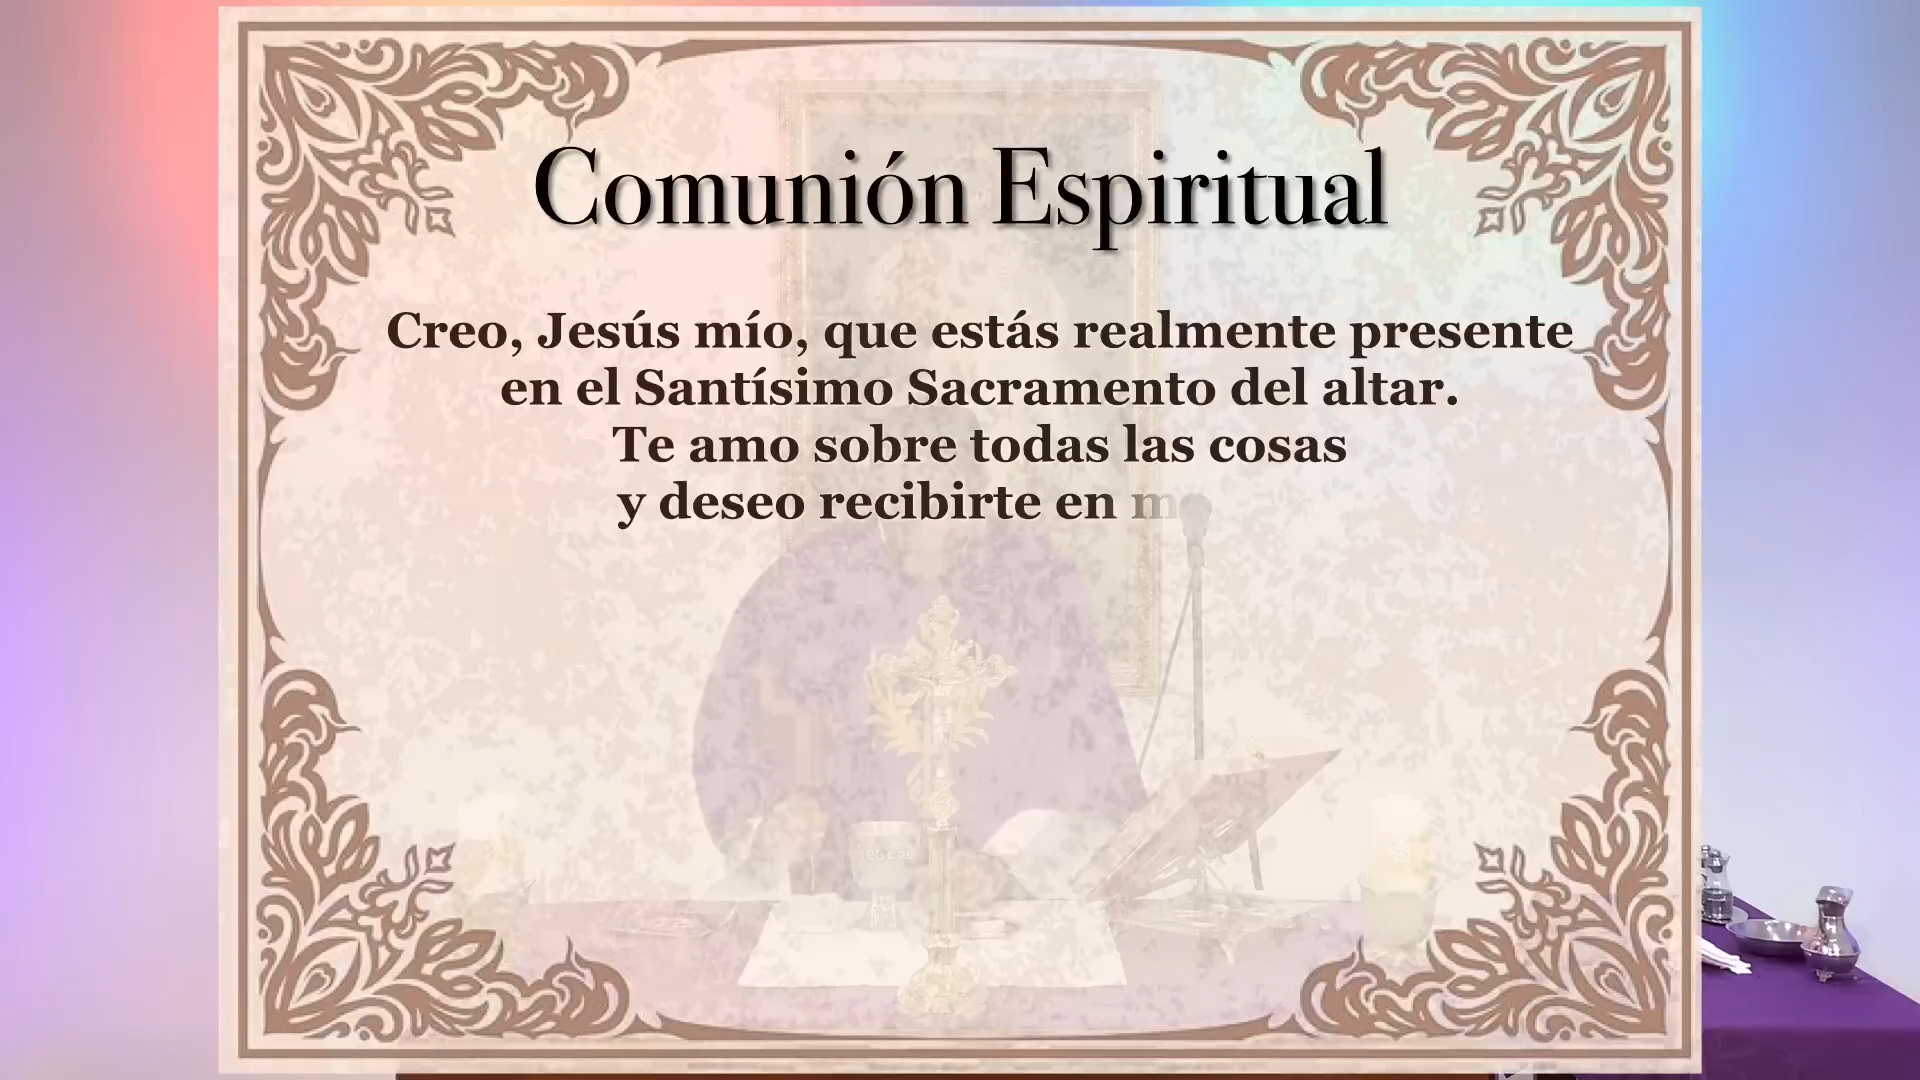 Comunión Espiritual
Creo, Jesús mío, que estás realmente presente
en el Santísimo Sacramento del altar.
Te amo sobre todas las cosas
y deseo recibirte en